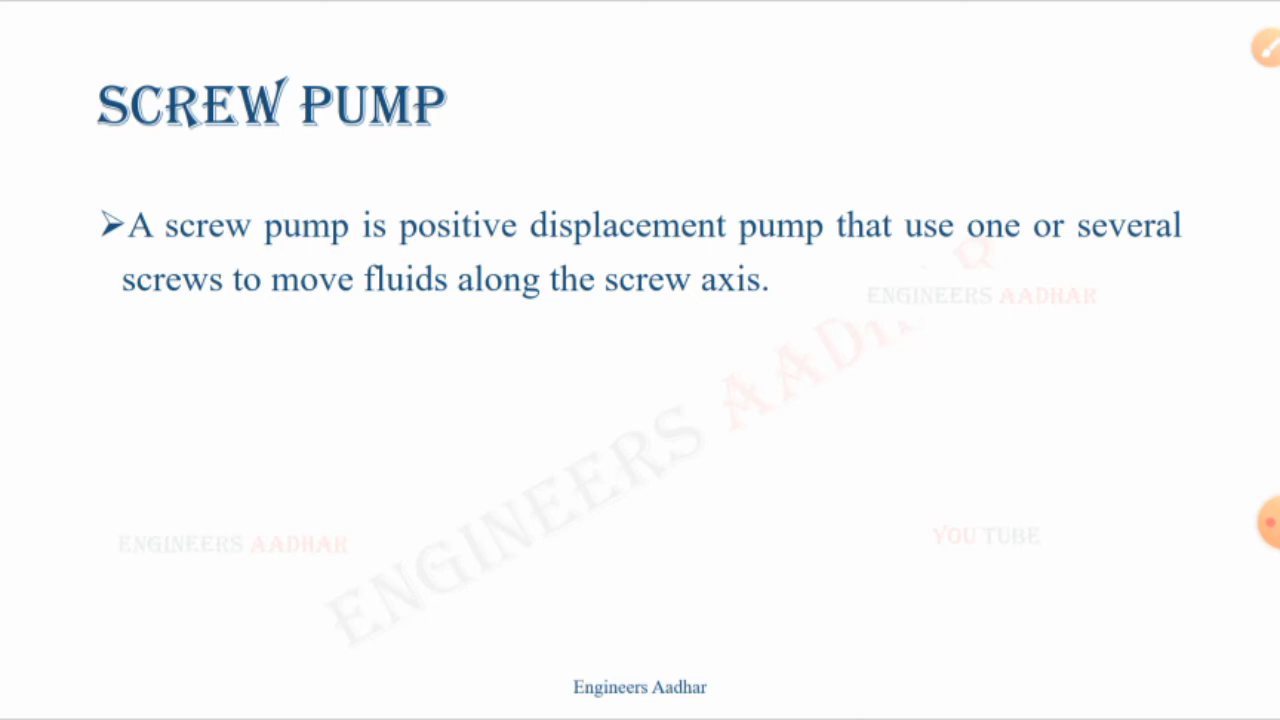 SCREW PUMP
➢A screw pump is positive displacement pump that use one or several
screws to move fluids along the screw axis.
ENGINEERS AADHAR
ENGINEERS
ENGINEERS AADHAR
YOU TUBE
Engineers Aadhar